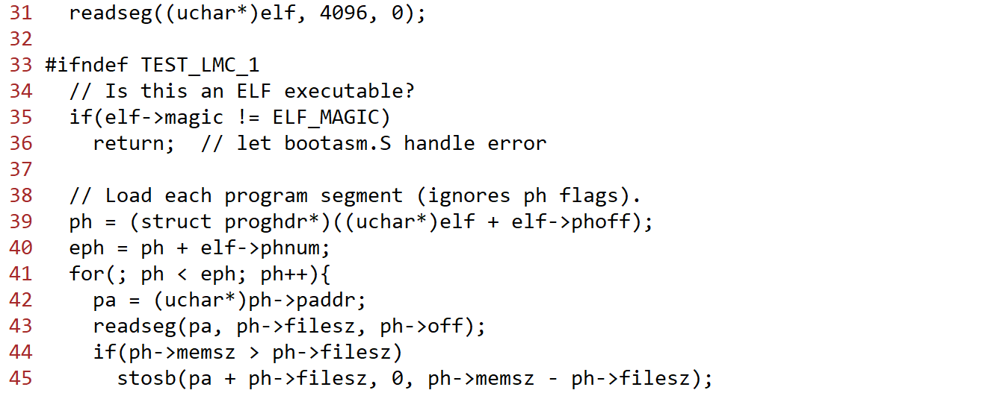 31   readseg((uchar*)elf, 4096, 0);
32
33 #ifndef TEST_LMC_1
34   // Is this an ELF executable?
35   if(elf->magic != ELF_MAGIC)
36     return;  // let bootasm.S handle error
37
38   // Load each program segment (ignores ph flags).
39   ph = (struct proghdr*)((uchar*)elf + elf->phoff);
40   eph = ph + elf->phnum;
41   for(; ph < eph; ph++){
42     pa = (uchar*)ph->paddr;
43     readseg(pa, ph->filesz, ph->off);
44     if(ph->memsz > ph->filesz)
45       stosb(pa + ph->filesz, 0, ph->memsz - ph->filesz);